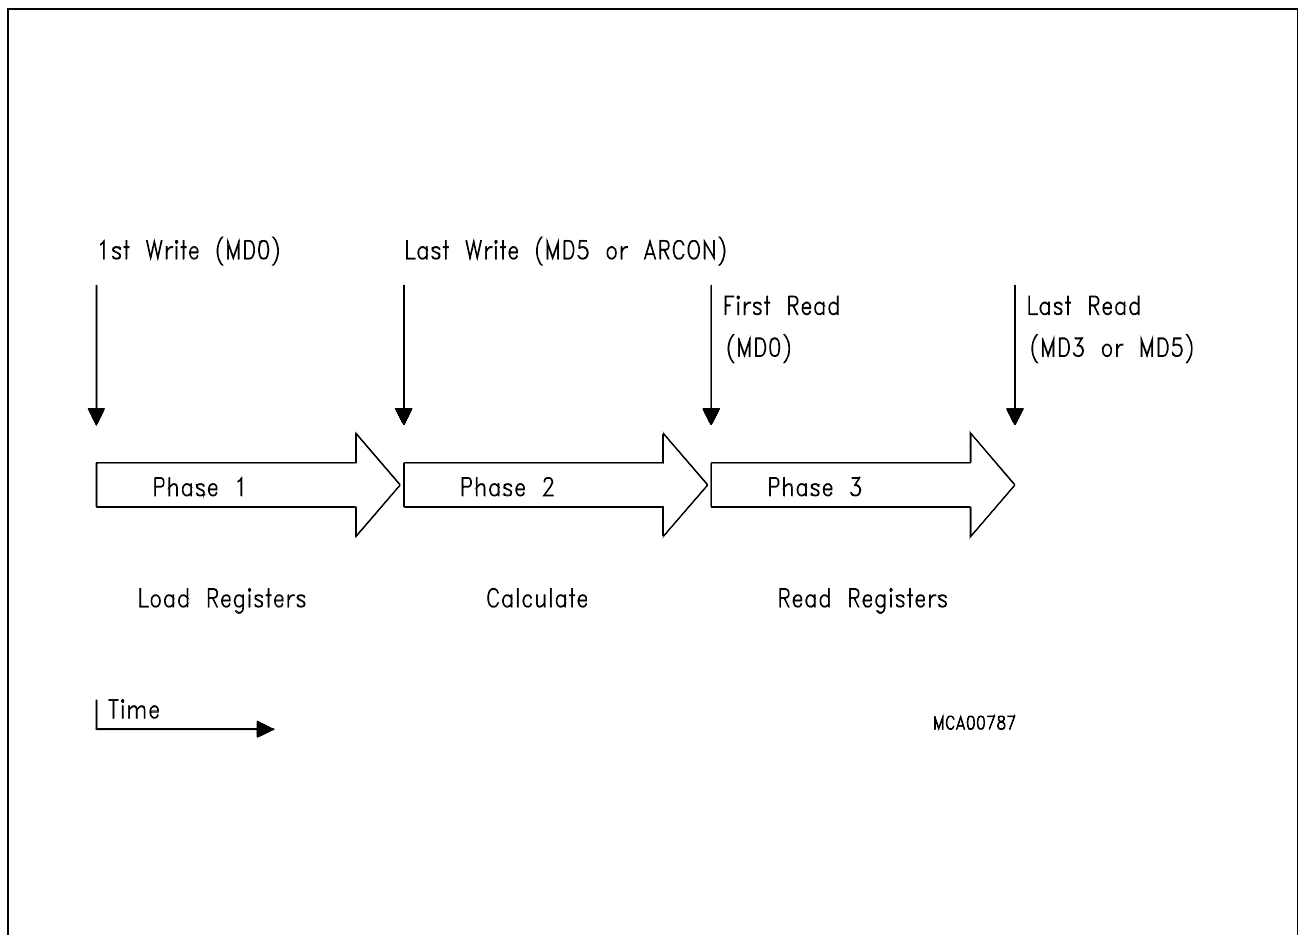 1st Write (MD0)
Last Write (MD5 or ARCON)
First Read
(MD0)
Last Read
(MD3 or MD5)
Phase 1
Phase 2
Phase 3
Load Registers
Calculate
Read Registers
Time
MCA00787